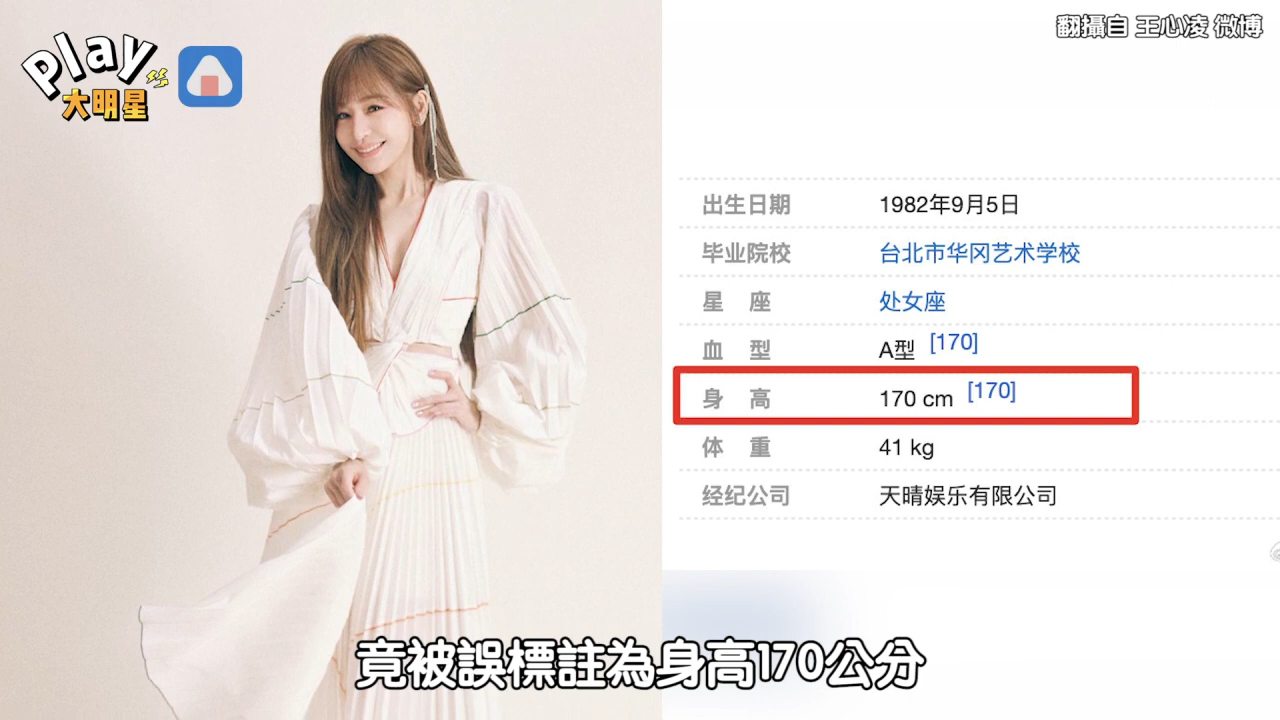 Play
大明星
翻攝自 王心凌 微博
出生日期 1982年9月5日
毕业院校 台北市华冈艺术学校
星 座 处女座
血 型 A型 [170]
身 高 170 cm [170]
体 重 41 kg
经纪公司 天晴娱乐有限公司
竟被誤標註為身高170公分